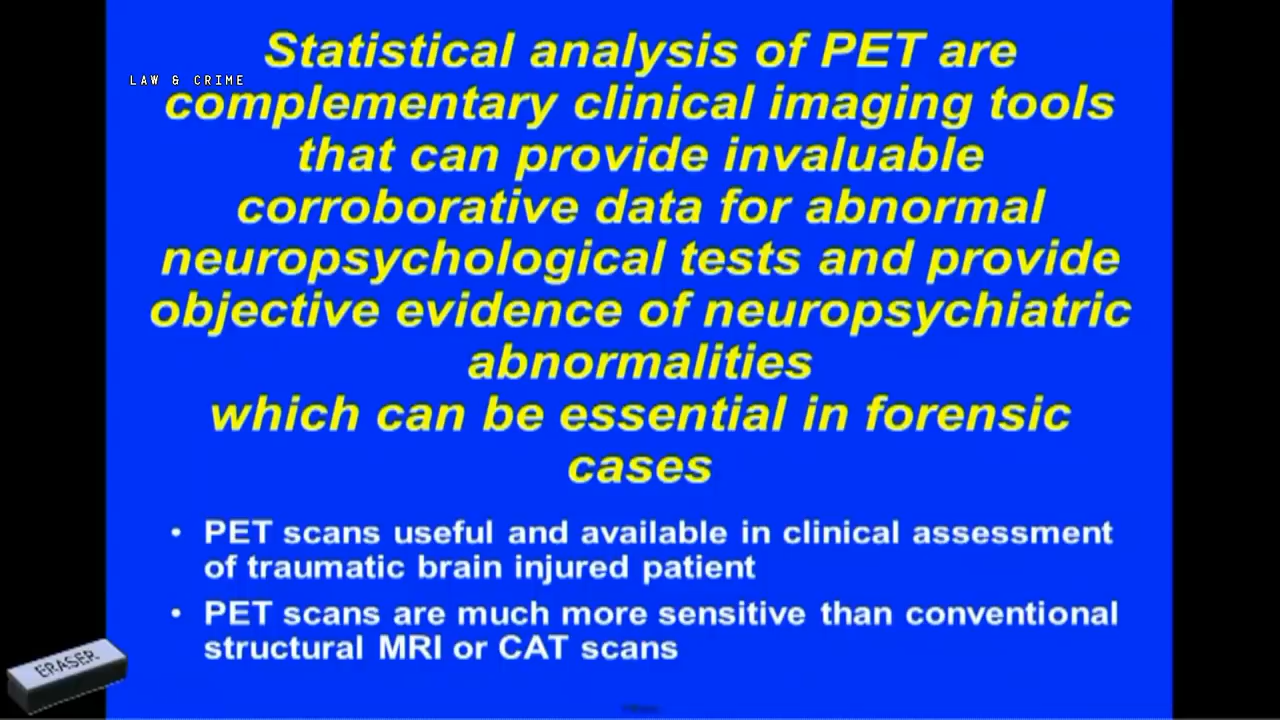 Statistical analysis of PET are
LAW & CRIME
complementary clinical imaging tools
that can provide invaluable
corroborative data for abnormal
neuropsychological tests and provide
objective evidence of neuropsychiatric
abnormalities
which can be essential in forensic
cases
• PET scans useful and available in clinical assessment
of traumatic brain injured patient
• PET scans are much more sensitive than conventional
structural MRI or CAT scans
ERASER